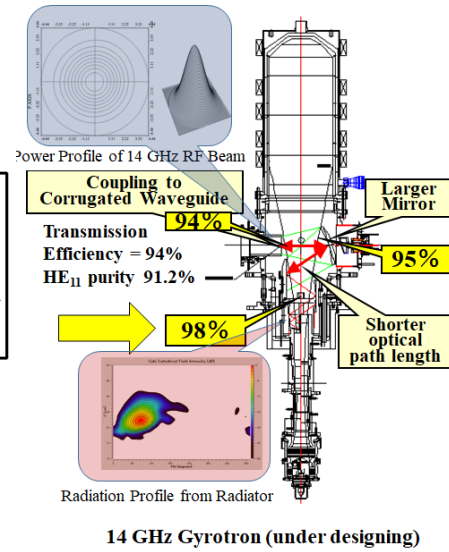 Power Profile of 14 GHz RF Beam
Coupling to
Corrugated Waveguide
94%
Larger
Mirror
Transmission
Efficiency = 94%
HE11 purity 91.2%
95%
98%
Shorter
optical
path length
Radiation Profile from Radiator
14 GHz Gyrotron (under designing)